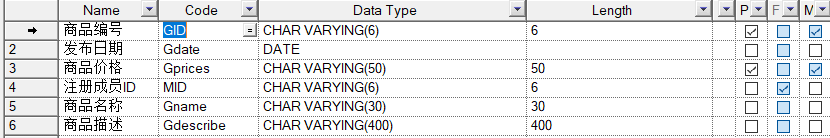 Name Code Data Type Length P F M
商品编号 GID = CHAR VARYING(6) 6
2 发布日期 Gdate DATE
3 商品价格 Gprices CHAR VARYING(50) 50
4 注册成员ID MID CHAR VARYING(6) 6
5 商品名称 Gname CHAR VARYING(30) 30
6 商品描述 Gdescribe CHAR VARYING(400) 400